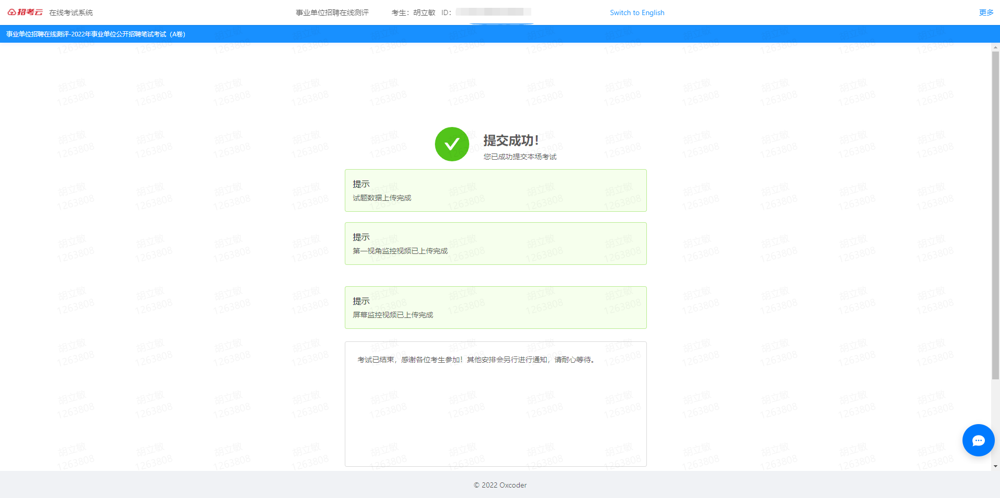 招考云 在线考试系统 事业单位招聘在线测评 考生：胡立敏 ID： Switch to English 更多
事业单位招聘在线测评-2022年事业单位公开招聘笔试考试（A卷）
提交成功！
您已成功提交本场考试
提示
试题数据上传完成
提示
第一视角监控视频已上传完成
提示
屏幕监控视频已上传完成
考试已结束，感谢各位考生参加！其他安排会另行进行通知，请耐心等待。
胡立敏
1263808
© 2022 Oxcoder